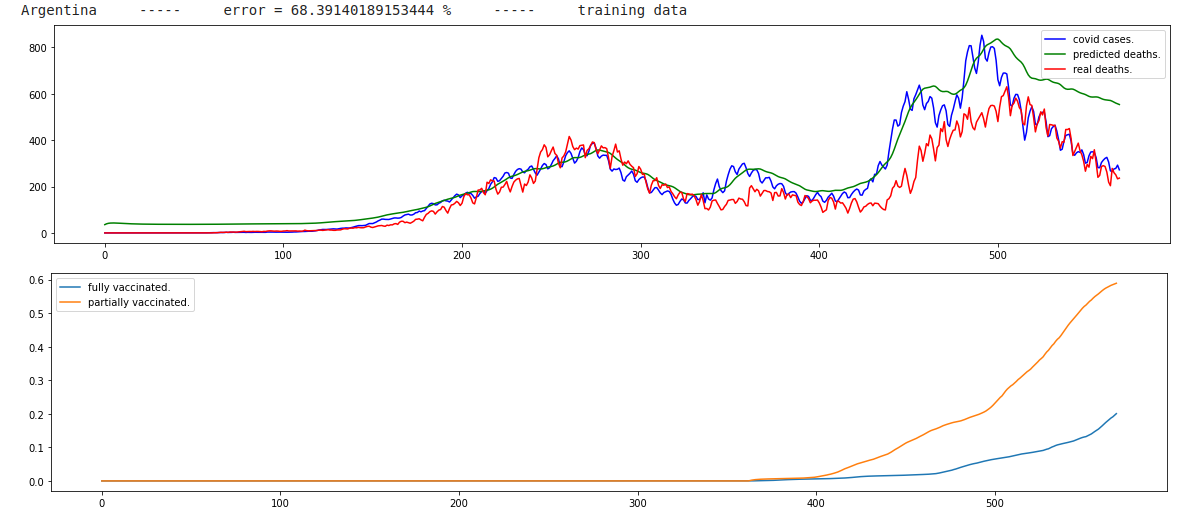 Argentina ----- error = 68.39140189153444 % ----- training data
covid cases.
predicted deaths.
real deaths.
800
600
400
200
0
0 100 200 300 400 500
fully vaccinated.
partially vaccinated.
0.6
0.5
0.4
0.3
0.2
0.1
0.0
0 100 200 300 400 500